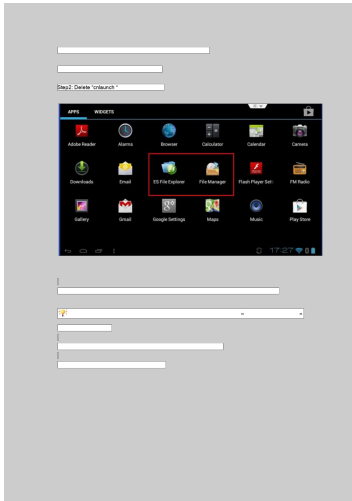 Step2: Delete "cnlaunch "
APPS WIDGETS
Adobe Reader Alarms Browser Calculator Calendar Camera
Downloads Email ES File Explorer File Manager Flash Player Set FM Radio
Gallery Gmail Google Settings Maps Music Play Store
17:27